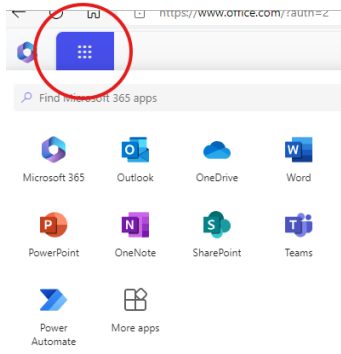 https://www.office.com/?auth=2
Find Microsoft 365 apps
Microsoft 365
Outlook
OneDrive
Word
PowerPoint
OneNote
SharePoint
Teams
Power
Automate
More apps